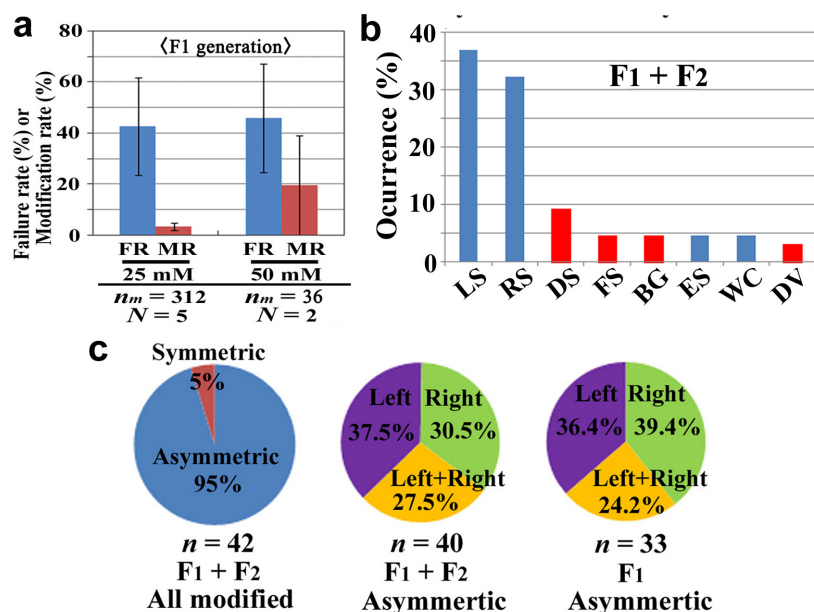 a
Failure rate (%) or
Modification rate (%)
80
60
40
20
0
〈F1 generation〉
FR MR FR MR
25 mM 50 mM
nm = 312 nm = 36
N = 5 N = 2
b
Ocurrence (%)
40
30
20
10
0
F1 + F2
LS RS DS FS BG ES WC DV
c
Symmetric
5%
Asymmetric
95%
n = 42
F1 + F2
All modified
Left Right
37.5% 30.5%
Left+Right
27.5%
n = 40
F1 + F2
Asymmertic
Left Right
36.4% 39.4%
Left+Right
24.2%
n = 33
F1
Asymmertic